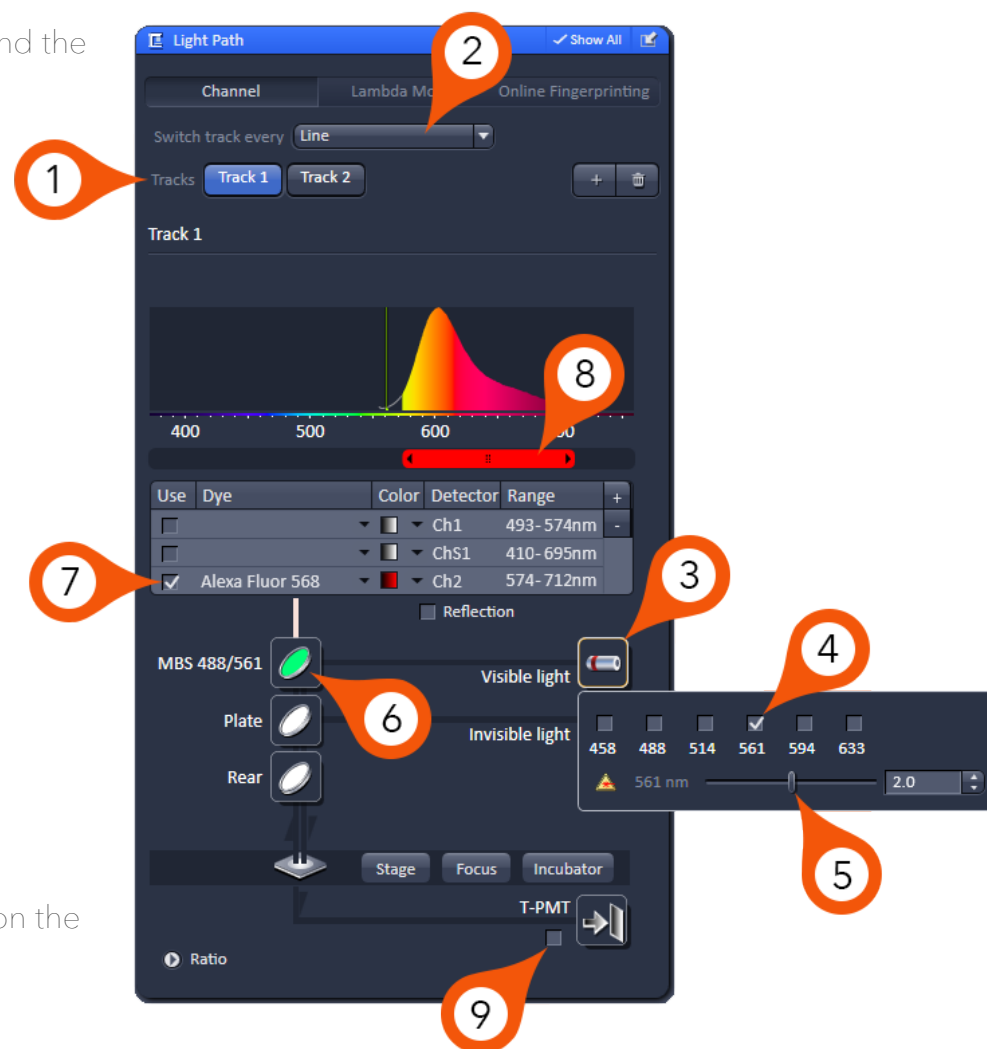 nd the
Light Path
Show All
2
Channel
Lambda Mo
Online Fingerprinting
Switch track every Line
1
Tracks Track 1 Track 2 +
Track 1
8
400 500 600 00
Use Dye Color Detector Range +
Ch1 493-574nm -
ChS1 410-695nm
7
Alexa Fluor 568 Ch2 574-712nm
3
Reflection
MBS 488/561
Visible light
4
Plate
6
Invisible light
458 488 514 561 594 633
Rear
561 nm 2.0
Stage Focus Incubator
5
T-PMT
on the
Ratio
9